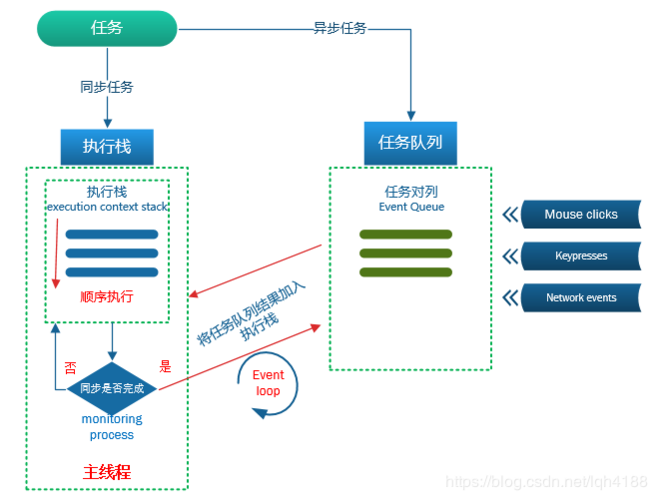 任务
异步任务
同步任务
执行栈
任务队列
执行栈
execution context stack
任务对列
Event Queue
Mouse clicks
Keypresses
Network events
顺序执行
将任务队列结果加入
执行栈
否
是
同步是否完成
Event
loop
monitoring
process
主线程
https://blog.csdn.net/lqh4188